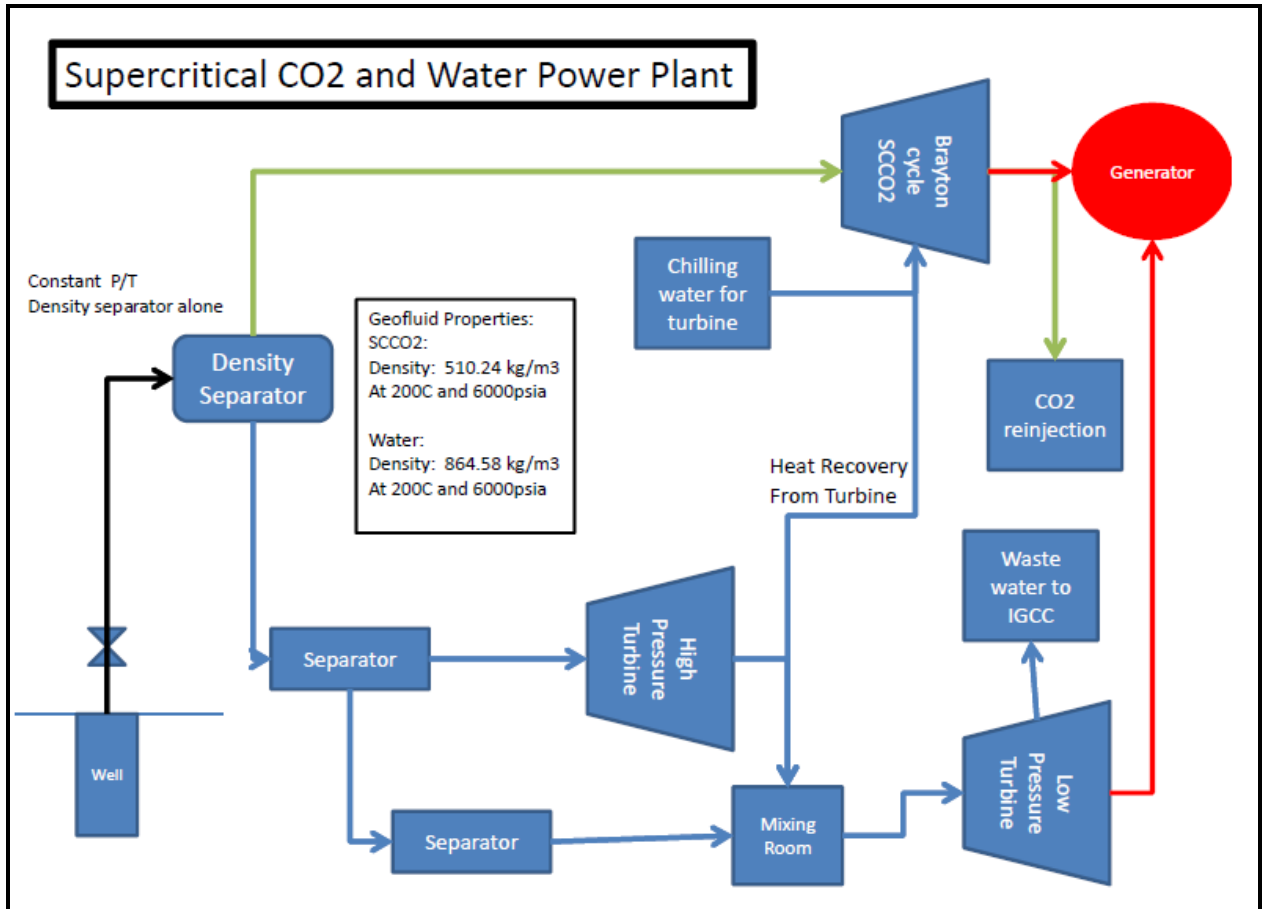 Supercritical CO2 and Water Power Plant
Brayton
cycle
SCCO2
Generator
Constant  P/T
Density separator alone
Chilling
water for
turbine
Geofluid Properties:
SCCO2:
Density:  510.24 kg/m3
At 200C and 6000psia
Water:
Density:  864.58 kg/m3
At 200C and 6000psia
Density
Separator
CO2
reinjection
Heat Recovery
From Turbine
Waste
water to
IGCC
Separator
High
Pressure
Turbine
Well
Separator
Mixing
Room
Low
Pressure
Turbine